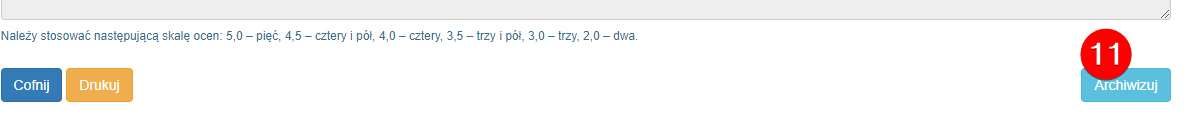 Należy stosować następującą skalę ocen: 5,0 – pięć, 4,5 – cztery i pół, 4,0 – cztery, 3,5 – trzy i pół, 3,0 – trzy, 2,0 – dwa.
11
Cofnij Drukuj Archiwizuj